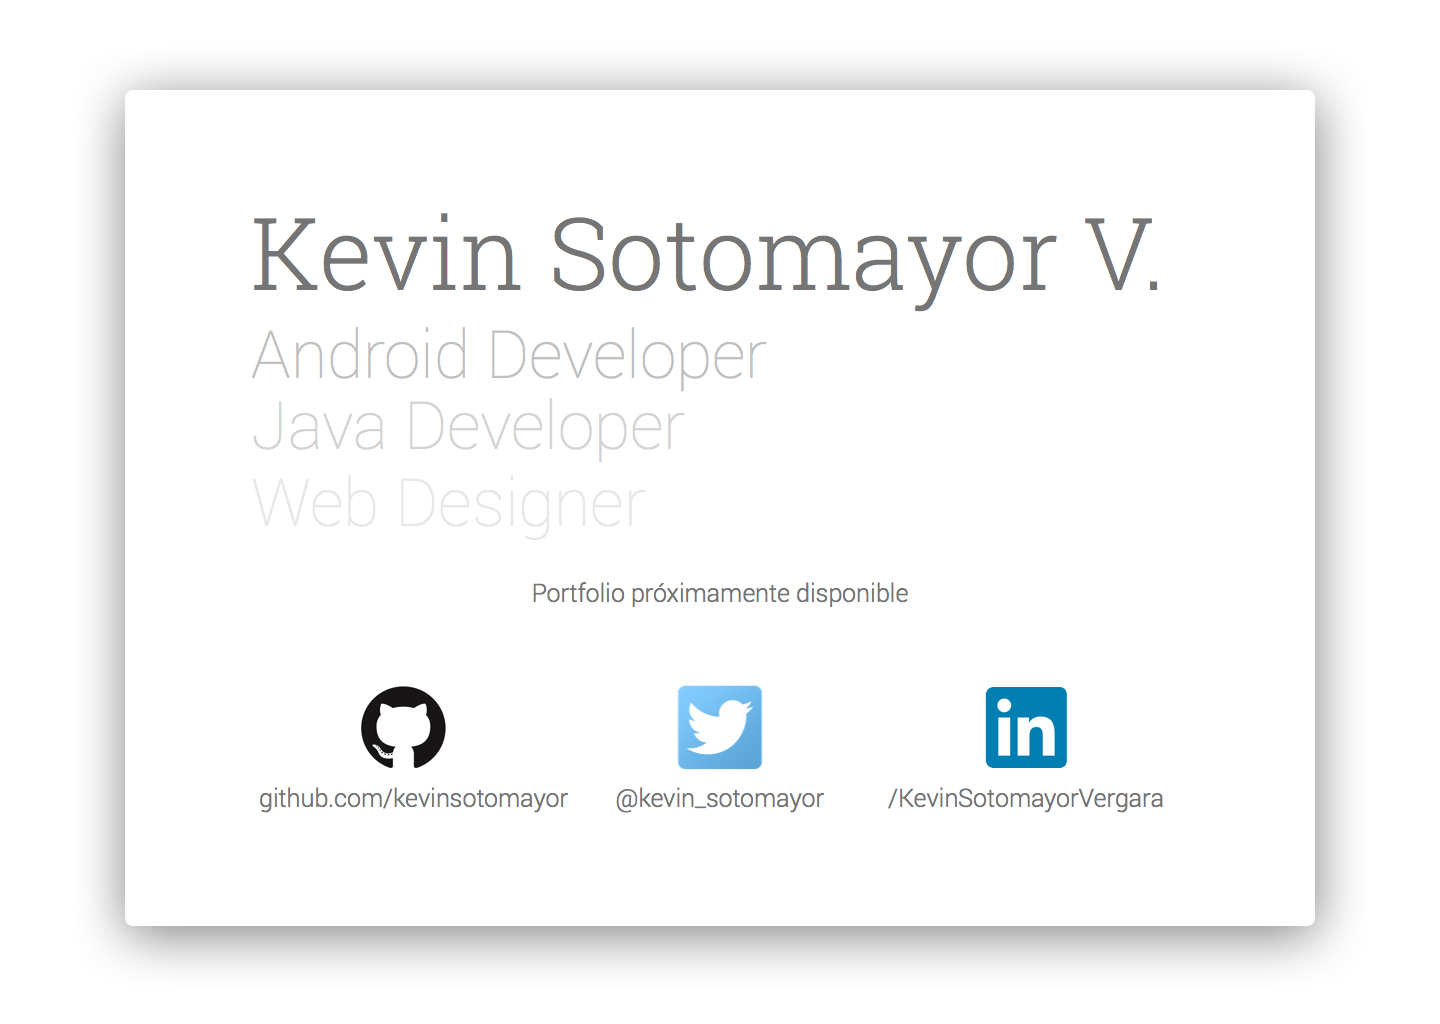 Kevin Sotomayor V.
Android Developer
Java Developer
Web Designer
Portfolio próximamente disponible
in
github.com/kevinsotomayor @kevin_sotomayor /KevinSotomayorVergara